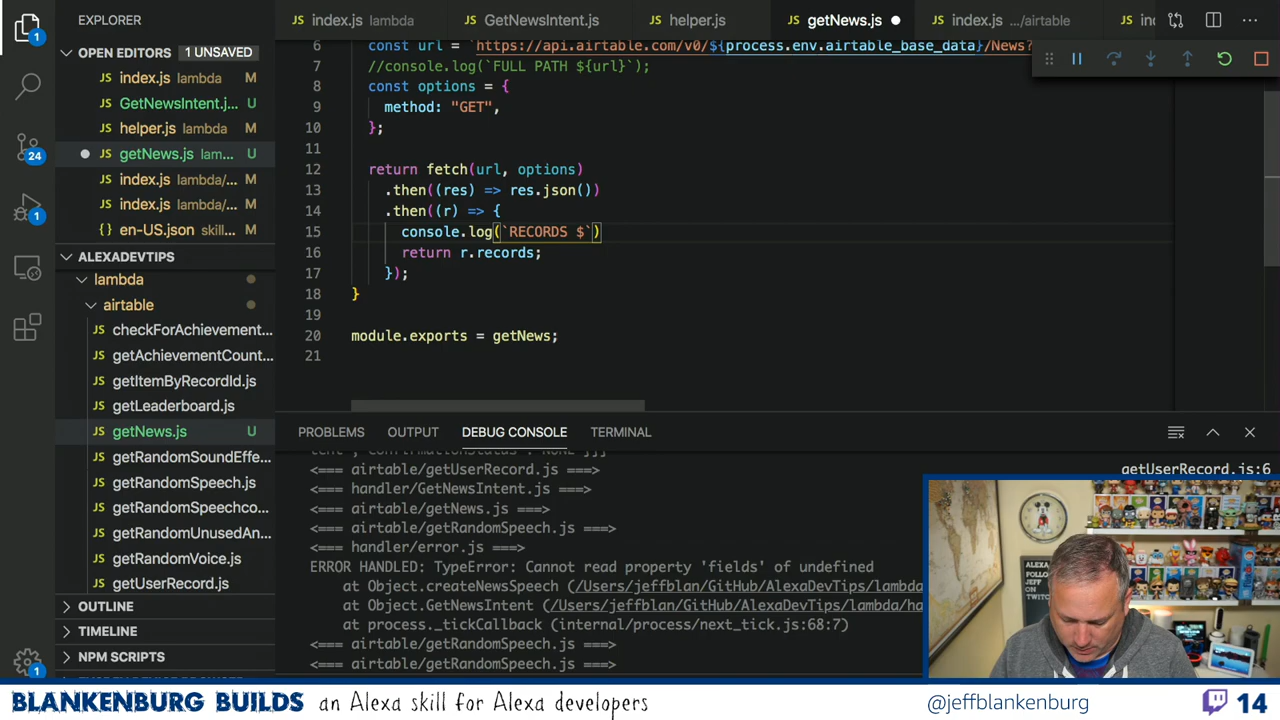 EXPLORER
index.js lambda
GetNewsIntent.js
helper.js
getNews.js
index.js .../airtable
OPEN EDITORS 1 UNSAVED
index.js lambda M
GetNewsIntent.j... U
helper.js lambda M
getNews.js lam... U
index.js lambda/... M
index.js lambda/... M
{} en-US.json skill... M
ALEXADEVTIPS
lambda
airtable
checkForAchievement...
getAchievementCount...
getItemByRecordId.js
getLeaderboard.js
getNews.js U
getRandomSoundEffe...
getRandomSpeech.js
getRandomSpeechco...
getRandomUnusedAn...
getRandomVoice.js
getUserRecord.js
OUTLINE
TIMELINE
NPM SCRIPTS
6 const url = `https://api.airtable.com/v0/${process.env.airtable_base_data}/News?
7 //console.log(`FULL PATH ${url}`);
8 const options = {
9 method: "GET",
10 };
11
12 return fetch(url, options)
13 .then((res) => res.json())
14 .then((r) => {
15 console.log(`RECORDS $`)
16 return r.records;
17 });
18 }
19
20 module.exports = getNews;
21
PROBLEMS OUTPUT DEBUG CONSOLE TERMINAL
<=== airtable/getUserRecord.js ===> getUserRecord.js:6
<=== handler/GetNewsIntent.js ===>
<=== airtable/getNews.js ===>
<=== airtable/getRandomSpeech.js ===>
<=== handler/error.js ===>
ERROR HANDLED: TypeError: Cannot read property 'fields' of undefined
at Object.createNewsSpeech (/Users/jeffblan/GitHub/AlexaDevTips/lambda
at Object.GetNewsIntent (/Users/jeffblan/GitHub/AlexaDevTips/lambda/ha
at process._tickCallback (internal/process/next_tick.js:68:7)
<=== airtable/getRandomSpeech.js ===>
<=== airtable/getRandomSpeech.js ===>
BLANKENBURG BUILDS an Alexa skill for Alexa developers
@jeffblankenburg 14